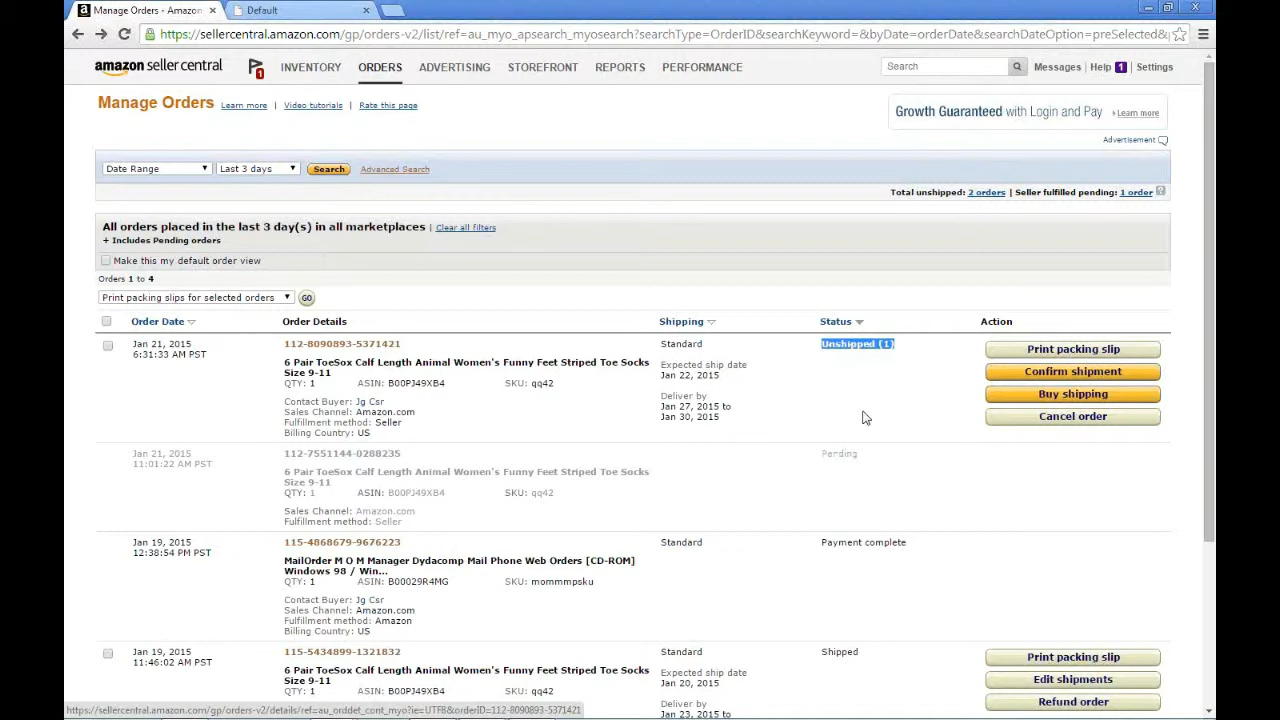 Manage Orders - Amazon
Default
https://sellercentral.amazon.com/gp/orders-v2/list/ref=au_myo_apsearch_myosearch?searchType=OrderID&searchKeyword=&byDate=orderDate&searchDateOption=preSelected&
amazon seller central 1 INVENTORY ORDERS ADVERTISING STOREFRONT REPORTS PERFORMANCE Search Messages Help 1 Settings
Manage Orders Learn more | Video tutorials | Rate this page
Growth Guaranteed with Login and Pay Learn more
Advertisement
Date Range Last 3 days Search Advanced Search
Total unshipped: 2 orders | Seller fulfilled pending: 1 order ?
All orders placed in the last 3 day(s) in all marketplaces | Clear all filters
+ Includes Pending orders
Make this my default order view
Orders 1 to 4
Print packing slips for selected orders GO
Order Date Order Details Shipping Status Action
Jan 21, 2015
6:31:33 AM PST
112-8090893-5371421
6 Pair ToeSox Calf Length Animal Women's Funny Feet Striped Toe Socks
Size 9-11
QTY: 1 ASIN: B00PJ49XB4 SKU: qq42
Contact Buyer: Jg Csr
Sales Channel: Amazon.com
Fulfillment method: Seller
Billing Country: US
Standard
Expected ship date
Jan 22, 2015
Deliver by
Jan 27, 2015 to
Jan 30, 2015
Unshipped (1)
Print packing slip
Confirm shipment
Buy shipping
Cancel order
Jan 21, 2015
11:01:22 AM PST
112-7551144-0288235
6 Pair ToeSox Calf Length Animal Women's Funny Feet Striped Toe Socks
Size 9-11
QTY: 1 ASIN: B00PJ49XB4 SKU: qq42
Sales Channel: Amazon.com
Fulfillment method: Seller
Pending
Jan 19, 2015
12:38:54 PM PST
115-4868679-9676223
MailOrder M O M Manager Dydacomp Mail Phone Web Orders [CD-ROM]
Windows 98 / Win...
QTY: 1 ASIN: B00029R4MG SKU: mommmpsku
Contact Buyer: Jg Csr
Sales Channel: Amazon.com
Fulfillment method: Amazon
Billing Country: US
Standard
Payment complete
Jan 19, 2015
11:46:02 AM PST
115-5434899-1321832
6 Pair ToeSox Calf Length Animal Women's Funny Feet Striped Toe Socks
Size 9-11
QTY: 1 ASIN: B00PJ49XB4 SKU: qq42
Standard
Expected ship date
Jan 20, 2015
Deliver by
Jan 23, 2015 to
Shipped
Print packing slip
Edit shipments
Refund order
https://sellercentral.amazon.com/gp/orders-v2/details/ref=au_orddet_cont_myo?ie=UTF8&orderID=112-8090893-5371421